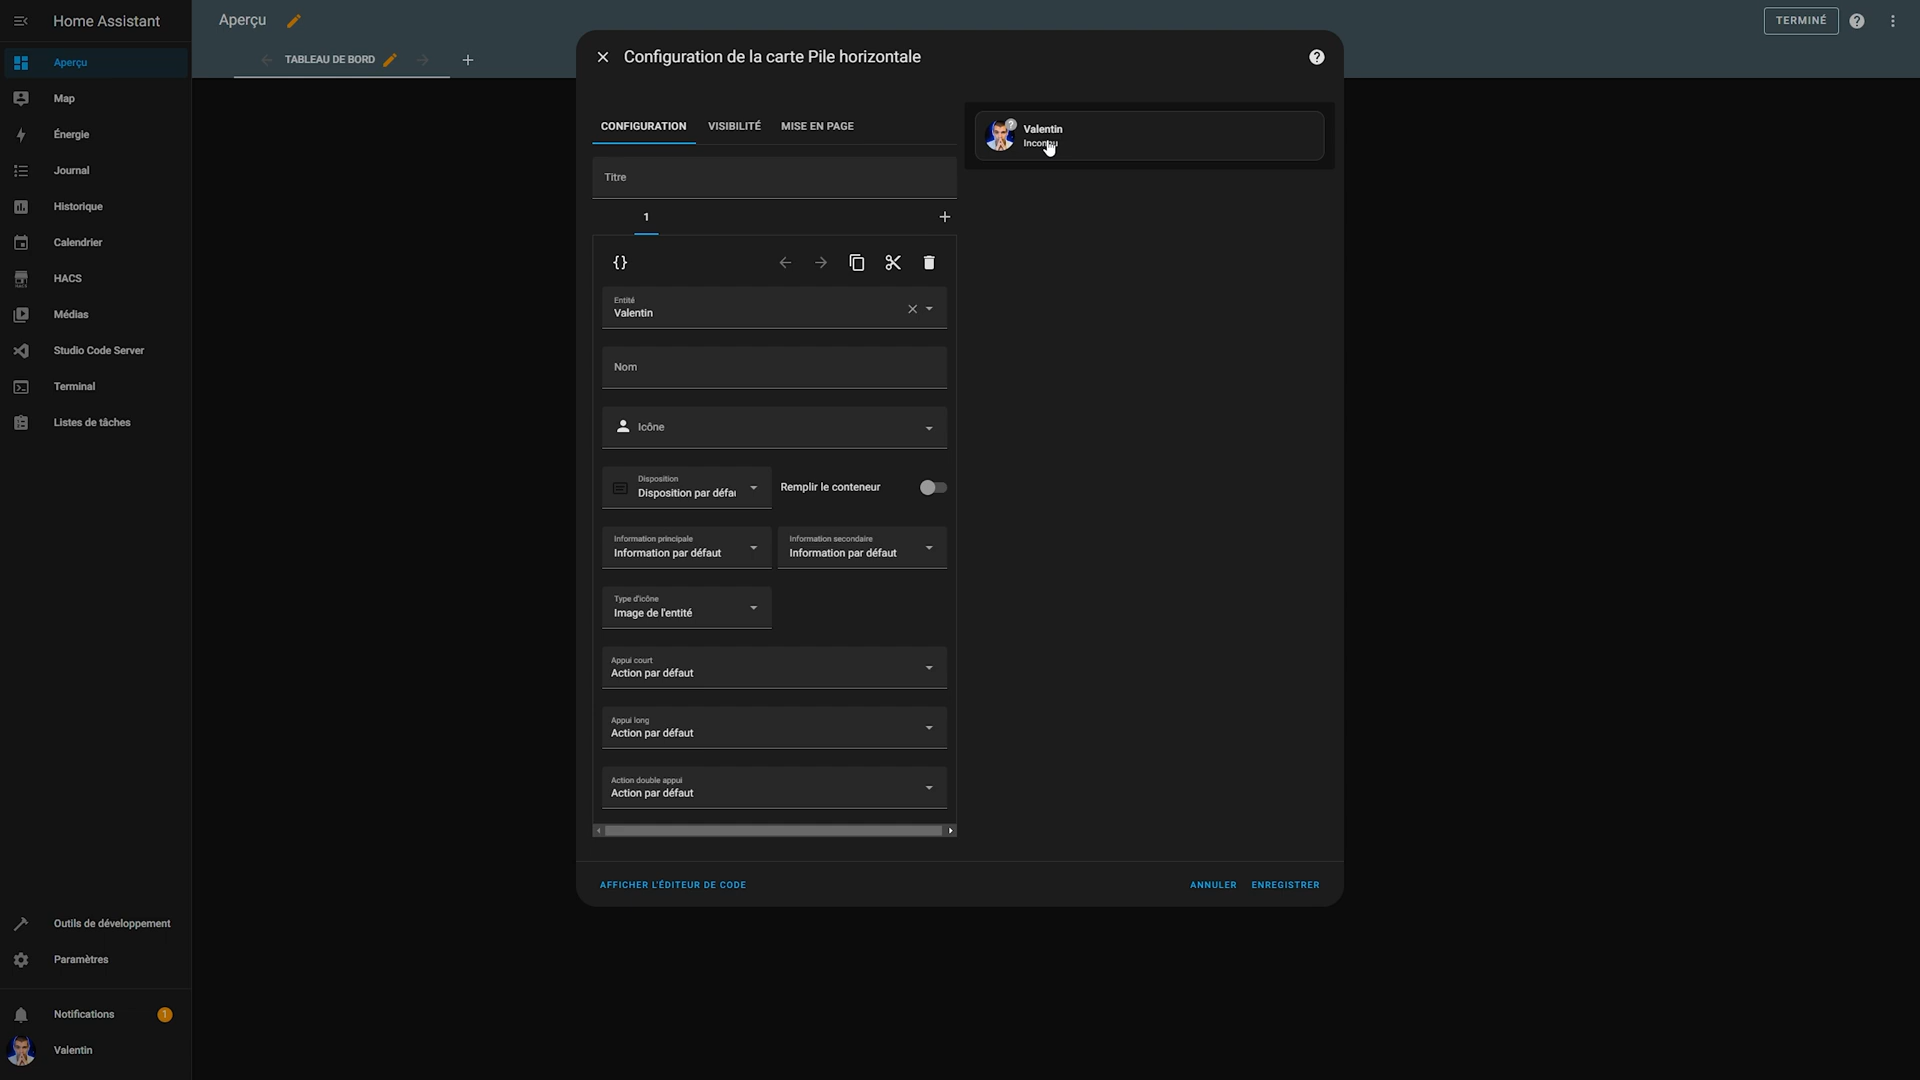 Home Assistant
Aperçu
TERMINÉ
TABLEAU DE BORD
Aperçu
Map
Énergie
Journal
Historique
Calendrier
HACS
Médias
Studio Code Server
Terminal
Listes de tâches
Outils de développement
Paramètres
Notifications
1
Valentin
Configuration de la carte Pile horizontale
CONFIGURATION
VISIBILITÉ
MISE EN PAGE
Titre
1
Entité
Valentin
Nom
Icône
Disposition
Disposition par défau
Remplir le conteneur
Information principale
Information par défaut
Information secondaire
Information par défaut
Type d'icône
Image de l'entité
Appui court
Action par défaut
Appui long
Action par défaut
Action double appui
Action par défaut
Valentin
Inconnu
AFFICHER L'ÉDITEUR DE CODE
ANNULER
ENREGISTRER